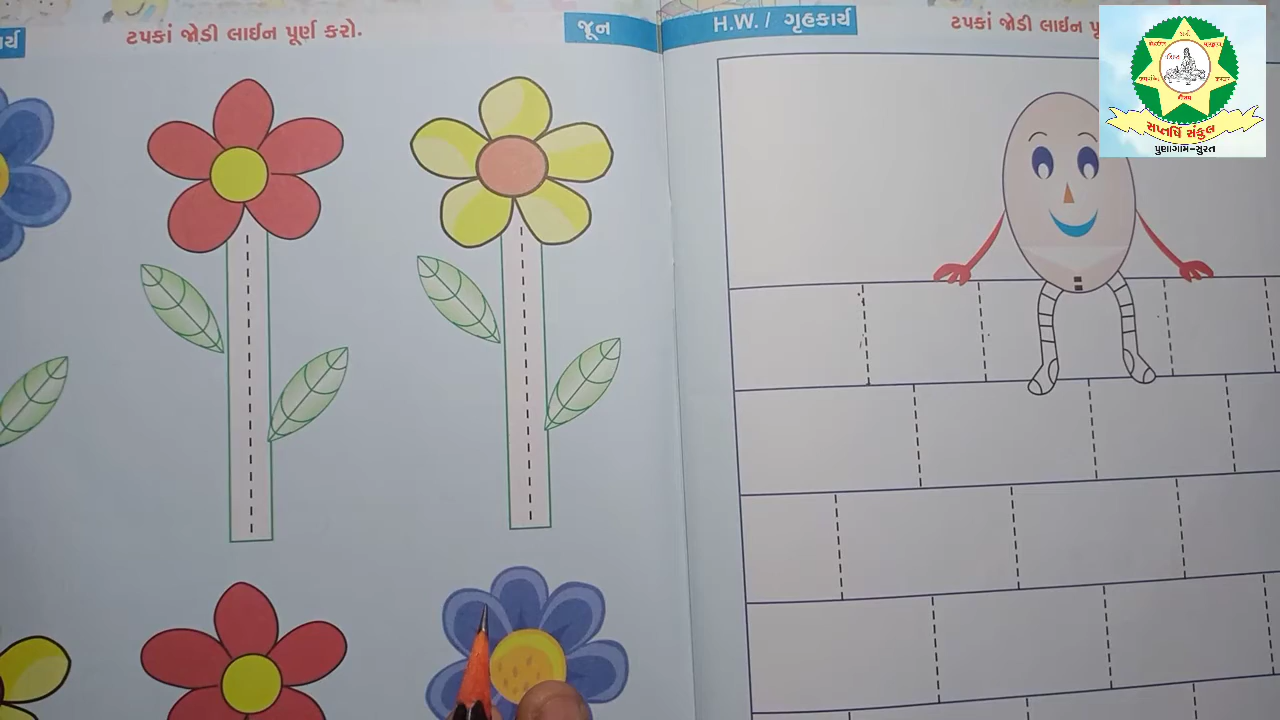 ર્ય
ટપકાં જોડી લાઈન પૂર્ણ કરો.
જૂન
H.W. / ગૃહકાર્ય
ટપકાં જોડી લાઈન
સપ્તર્ષિ સંકુલ
પુણાગામ-સુરત